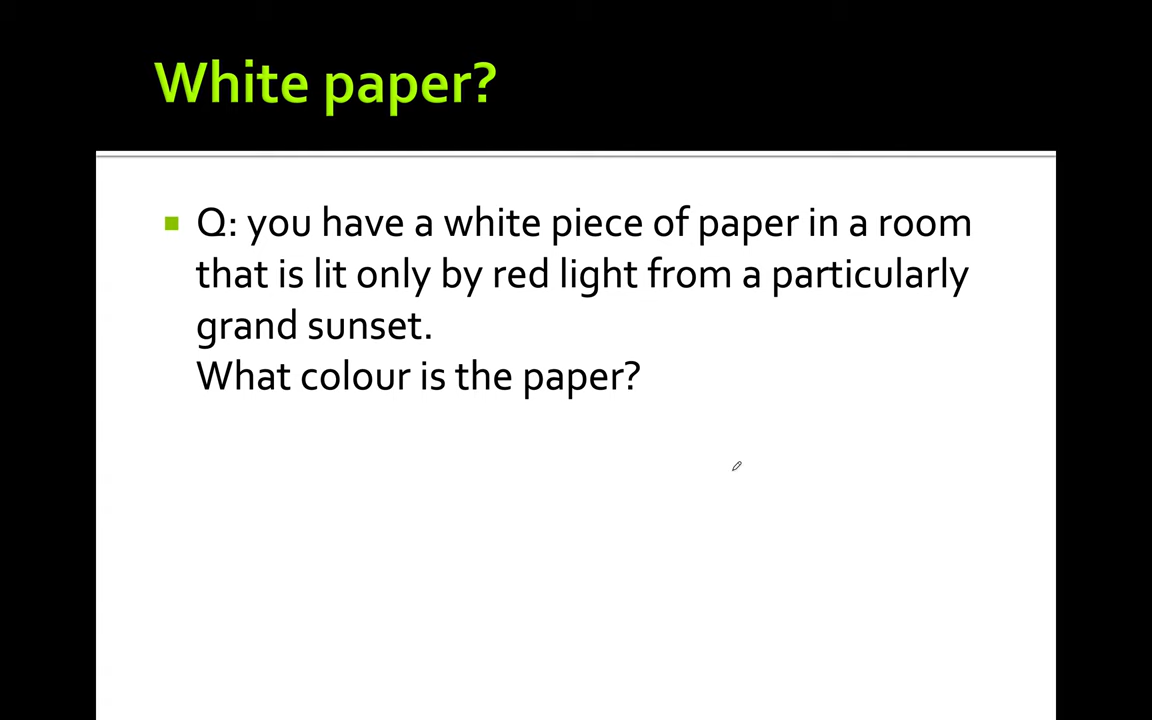 White paper?
Q: you have a white piece of paper in a room
that is lit only by red light from a particularly
grand sunset.
What colour is the paper?